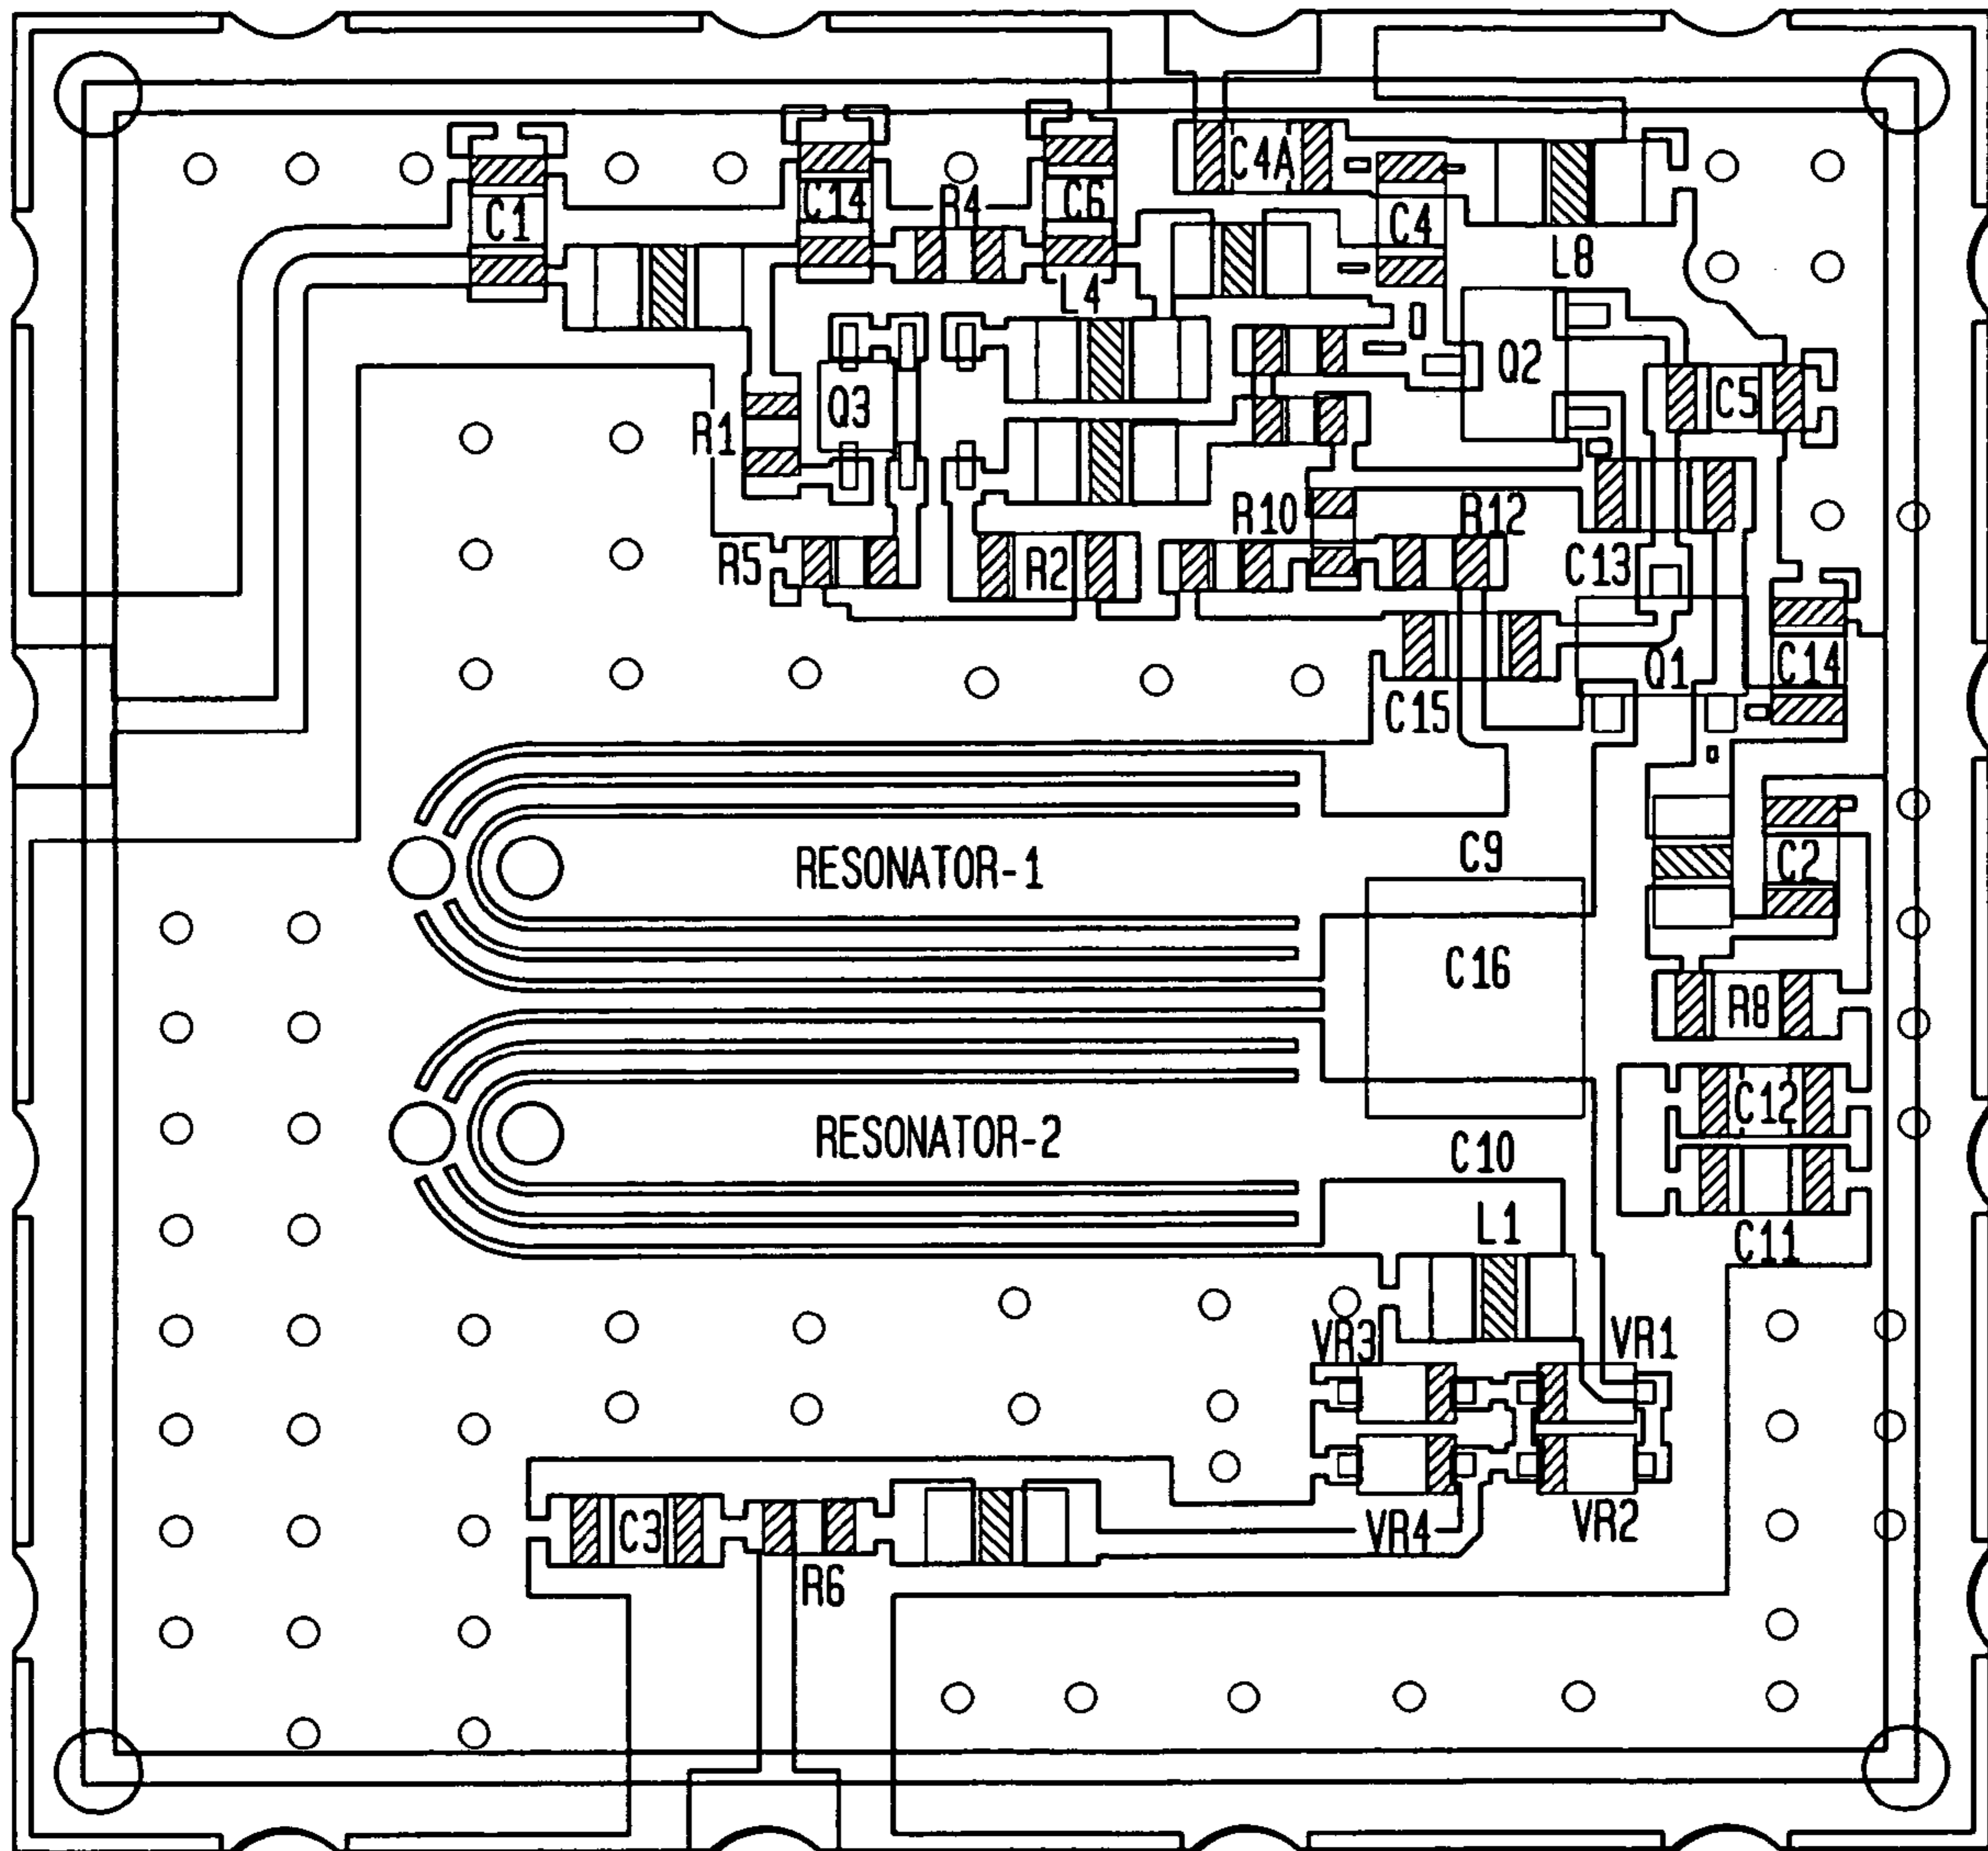 C4A
C1
C14
R4
C6
C4
L8
L4
Q2
Q3
C5
R1
R10
R12
R5
R2
C13
Q1
C14
C15
RESONATOR-1
C9
C2
C16
R8
C12
RESONATOR-2
C10
L1
C11
VR3
VR1
C3
VR4
VR2
R6